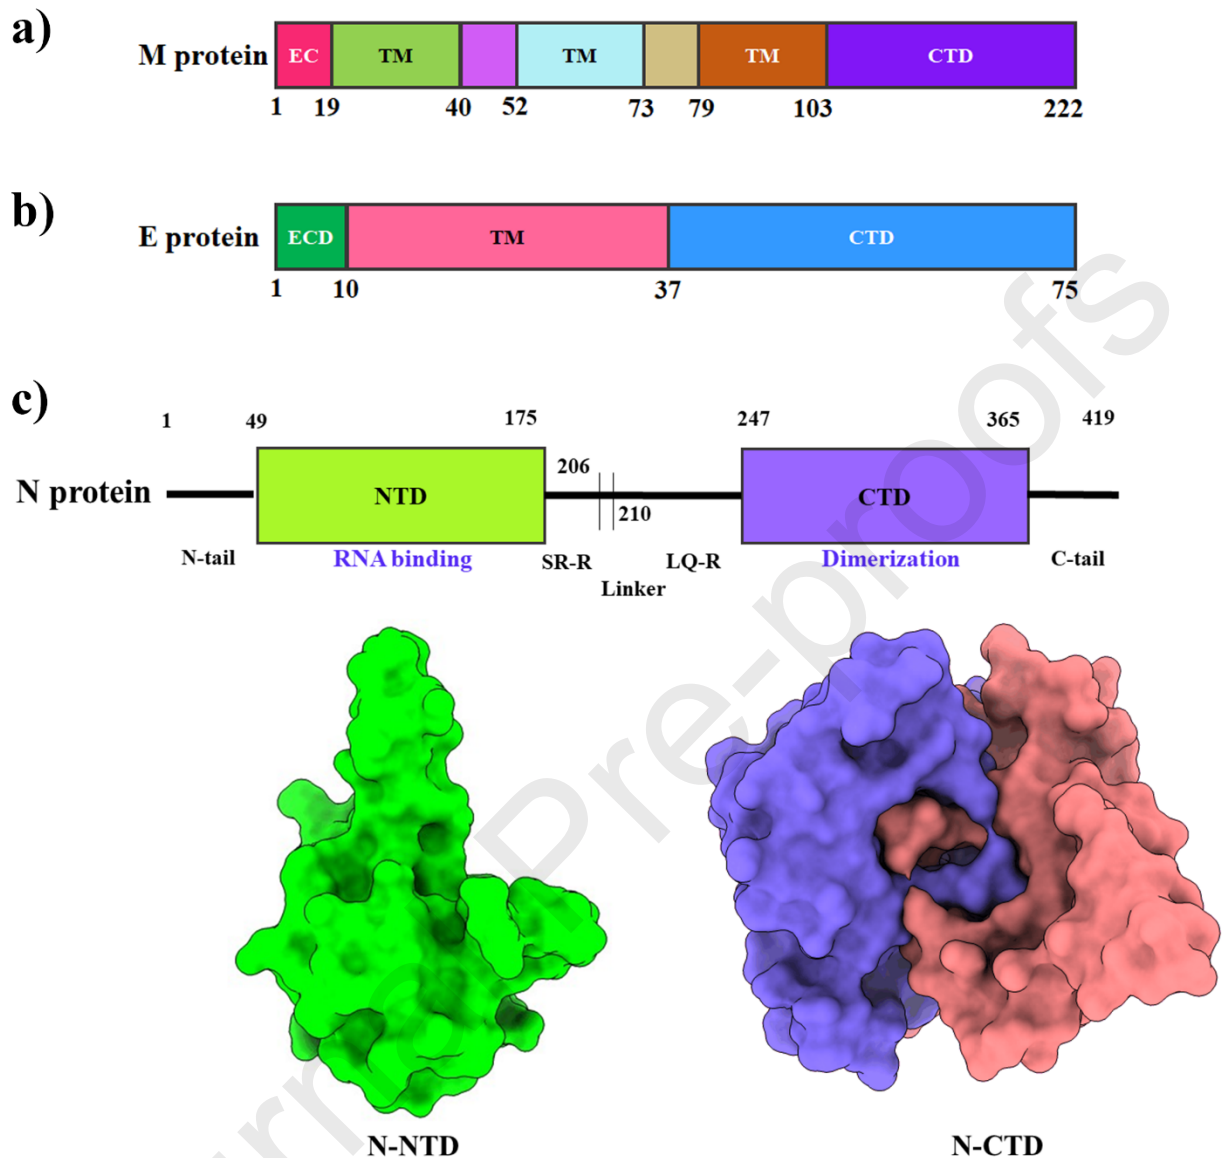 a)
M protein
EC TM TM TM CTD
1 19 40 52 73 79 103 222
b)
E protein
ECD TM CTD
1 10 37 75
c)
1 49 175 247 365 419
206
N protein NTD CTD
210
N-tail RNA binding SR-R LQ-R Dimerization C-tail
Linker
N-NTD N-CTD
Pre-proofs